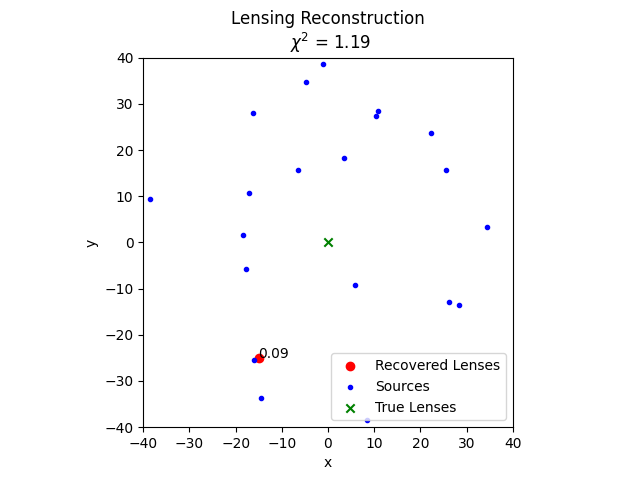 Lensing Reconstruction
χ² = 1.19
40
30
20
10
0
−10
−20
−30
−40
y
0.09
Recovered Lenses
Sources
True Lenses
−40 −30 −20 −10 0 10 20 30 40
x